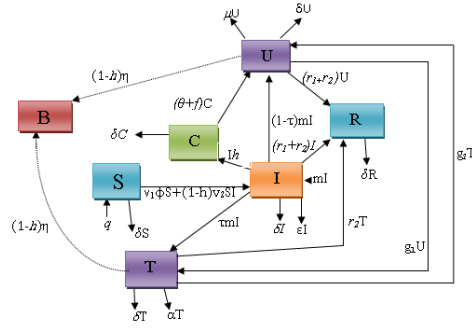 μU
δU
U
g₂T
(1-h)η
(r₁+r₂)U
(θ+f)C
B
R
δC
C
(1-τ)mI
(r₁+r₂)I
Ih
S
v₁ϕS+(1-h)v₂SI
I
mI
δR
q
δS
τmI
δI
εI
r₂T
(1-h)η
g₁U
T
δT
αT